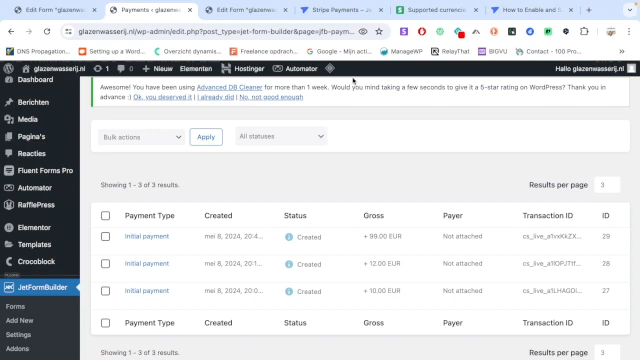 Edit Form "glazenwasserij
Payments < glazenwasserij
Edit Form ^glazenw
Stripe Payments –
Supported currencie
How to Enable and S
glazenwasserij.nl/wp-admin/edit.php?post_type=jet-form-builder&page=jfb-paym...
DNS Propagation...
Setting up a Word...
Overzicht dynamis...
Freelance opdrach...
Google - Mijn acti...
ManageWP
RelayThat
BIGVU
Contact - 100 Pro...
glazenwasserij.nl 1 Nieuw Elementor Hostinger Automator Hallo glazenwasserij.nl
Dashboard
Berichten
Media
Pagina's
Reacties
Fluent Forms Pro
Automator
RafflePress
Elementor
Templates
Crocoblock
JetFormBuilder
Forms
Add New
Settings
Addons
Awesome! You have been using Advanced DB Cleaner for more than 1 week. Would you mind taking a few seconds to give it a 5-star rating on WordPress? Thank you in
advance :) Ok, you deserved it | I already did | No, not good enough
Bulk actions Apply All statuses
Showing 1 - 3 of 3 results. Results per page 3
Payment Type Created Status Gross Payer Transaction ID ID
Initial payment mei 8, 2024, 20:4... Created + 99.00 EUR Not attached 29
Initial payment mei 8, 2024, 20:1... Created + 12.00 EUR Not attached 28
Initial payment mei 8, 2024, 20:0... Created + 10.00 EUR Not attached 27
Payment Type Created Status Gross Payer Transaction ID ID
Showing 1 - 3 of 3 results. Results per page 3